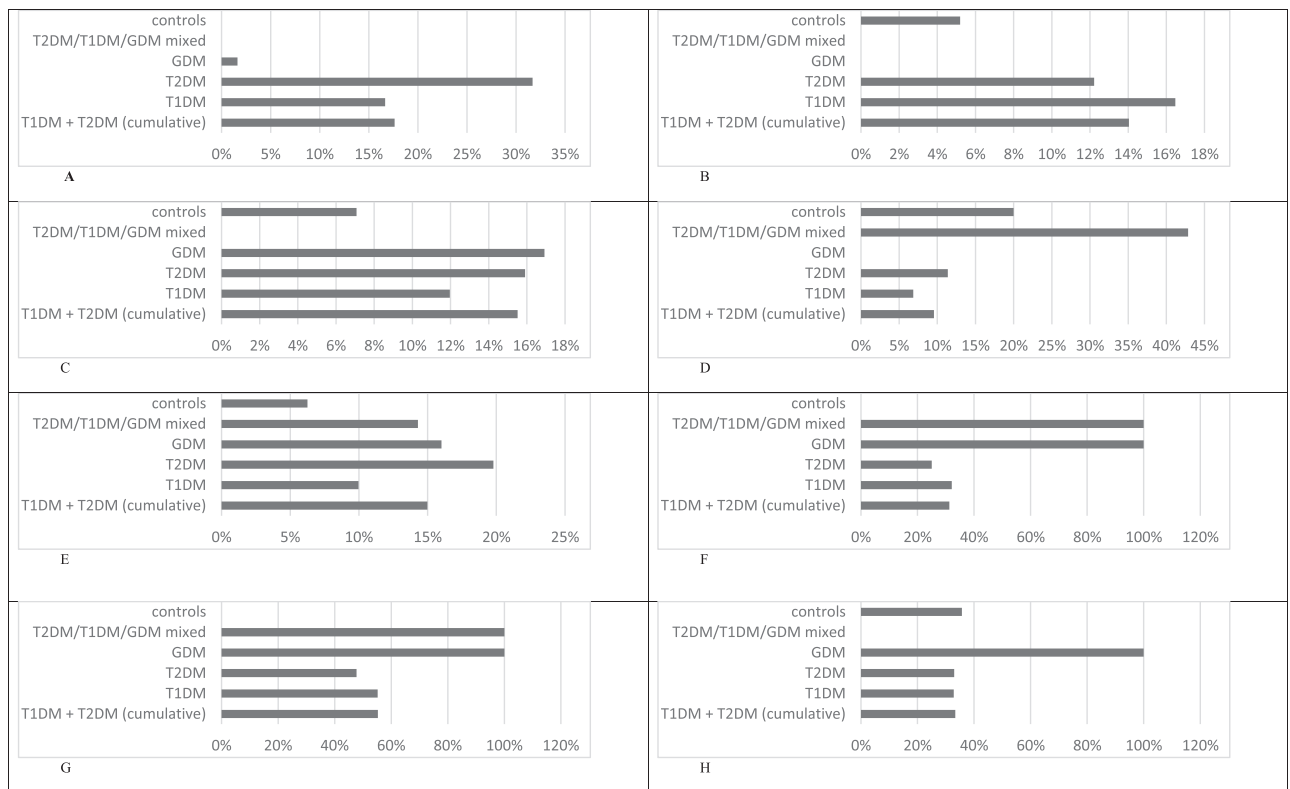 controls
T2DM/T1DM/GDM mixed
GDM
T2DM
T1DM
T1DM + T2DM (cumulative)
0% 5% 10% 15% 20% 25% 30% 35%
A
controls
T2DM/T1DM/GDM mixed
GDM
T2DM
T1DM
T1DM + T2DM (cumulative)
0% 2% 4% 6% 8% 10% 12% 14% 16% 18%
B
controls
T2DM/T1DM/GDM mixed
GDM
T2DM
T1DM
T1DM + T2DM (cumulative)
0% 2% 4% 6% 8% 10% 12% 14% 16% 18%
C
controls
T2DM/T1DM/GDM mixed
GDM
T2DM
T1DM
T1DM + T2DM (cumulative)
0% 5% 10% 15% 20% 25% 30% 35% 40% 45%
D
controls
T2DM/T1DM/GDM mixed
GDM
T2DM
T1DM
T1DM + T2DM (cumulative)
0% 5% 10% 15% 20% 25%
E
controls
T2DM/T1DM/GDM mixed
GDM
T2DM
T1DM
T1DM + T2DM (cumulative)
0% 20% 40% 60% 80% 100% 120%
F
controls
T2DM/T1DM/GDM mixed
GDM
T2DM
T1DM
T1DM + T2DM (cumulative)
0% 20% 40% 60% 80% 100% 120%
G
controls
T2DM/T1DM/GDM mixed
GDM
T2DM
T1DM
T1DM + T2DM (cumulative)
0% 20% 40% 60% 80% 100% 120%
H